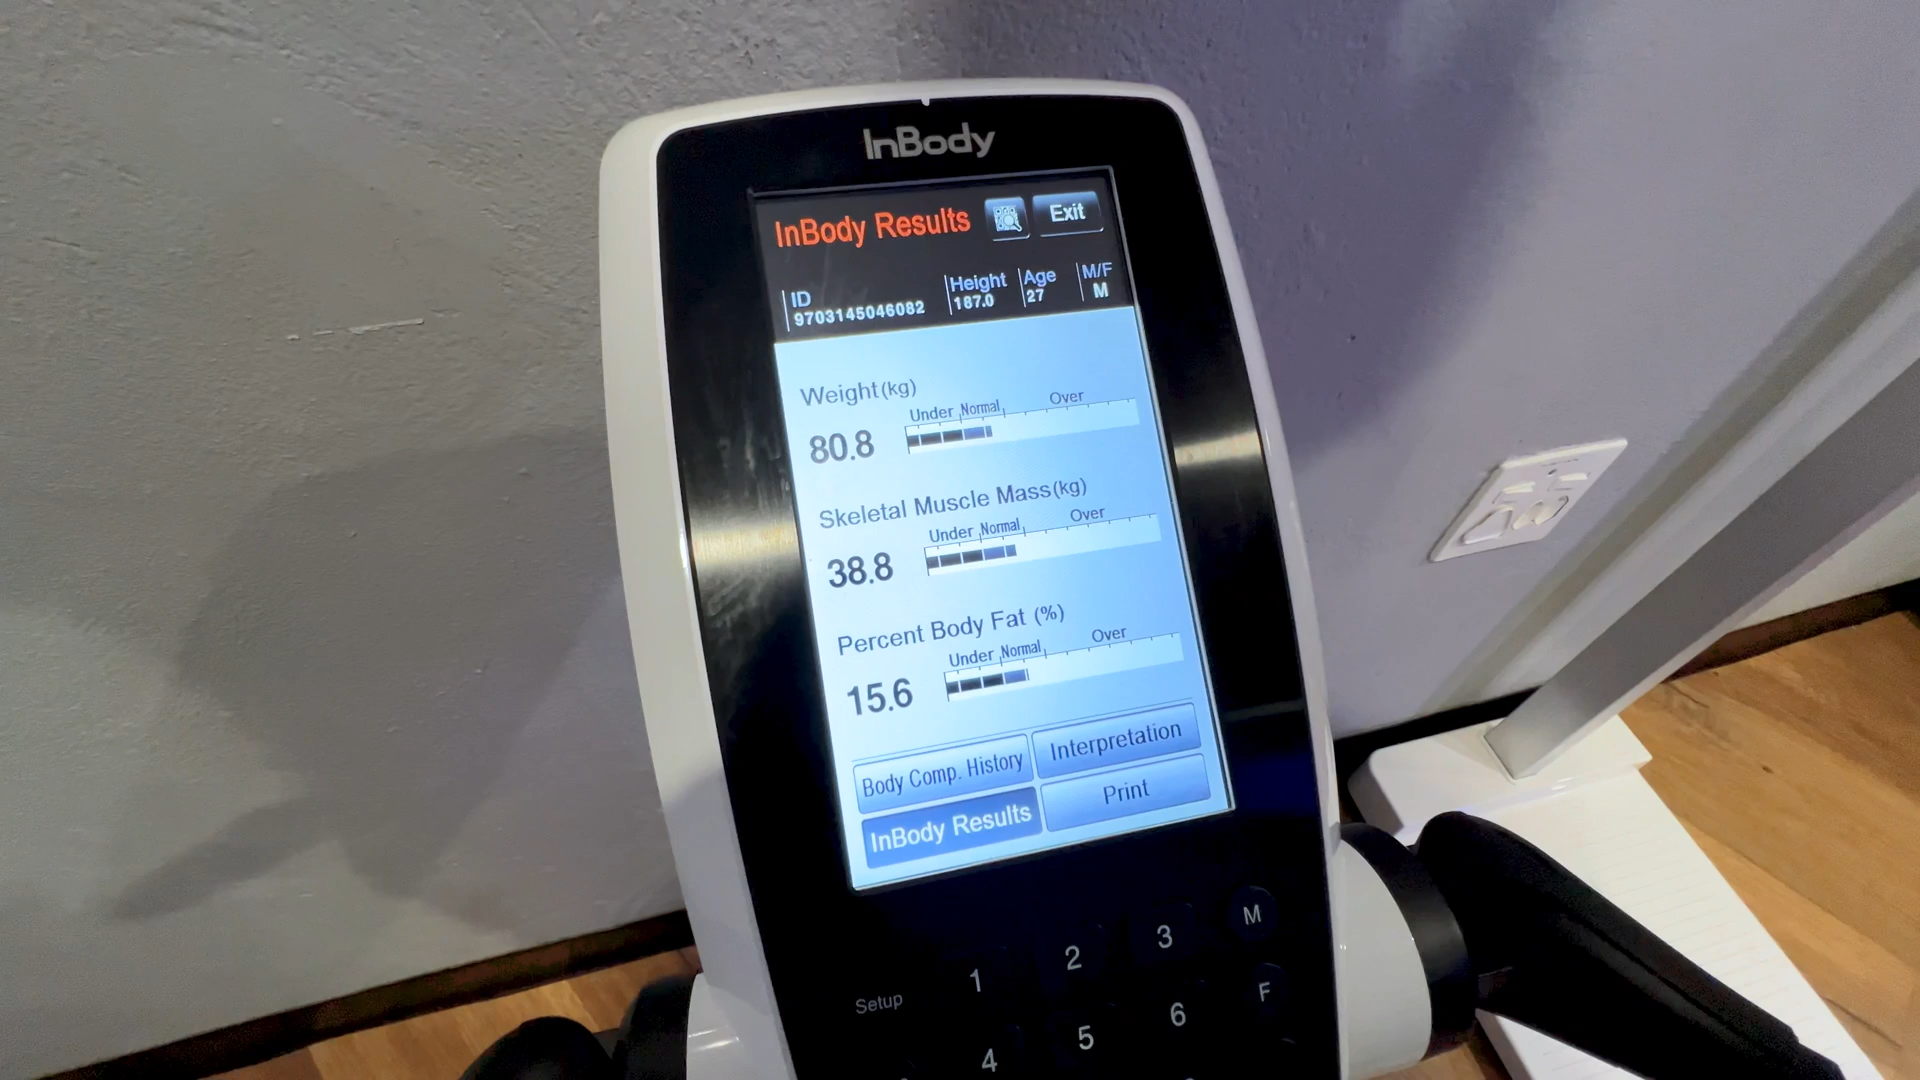 InBody
InBody Results Exit
ID Height Age M/F
9703145046082 187.0 27 M
Weight(kg)
Under Normal Over
80.8
Skeletal Muscle Mass(kg)
Under Normal Over
38.8
Percent Body Fat (%)
Under Normal Over
15.6
Body Comp. History Interpretation
InBody Results Print
1 2 3 M
Setup
4 5 6 F